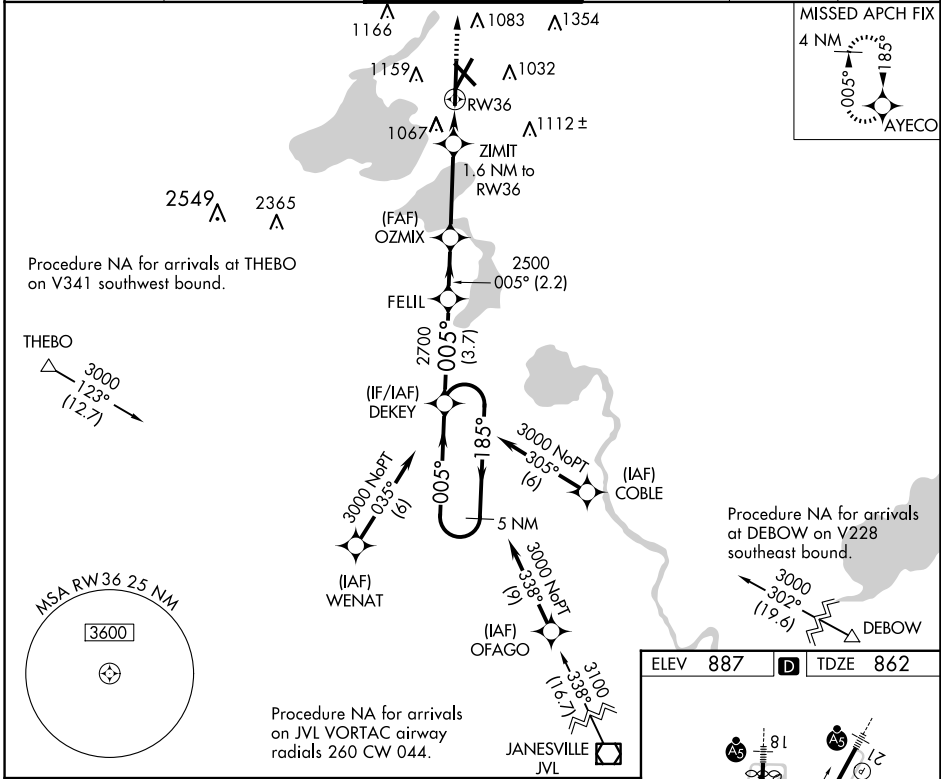 1166
1083
1354
MISSED APCH FIX
4 NM
005°
185°
AYECO
1159
1032
RW36
1067
1112 ±
ZIMIT
1.6 NM to
RW36
2549
2365
(FAF)
OZMIX
Procedure NA for arrivals at THEBO
on V341 southwest bound.
2500
005° (2.2)
FELIL
THEBO
3000
123°
(12.7)
2700
005°
(3.7)
(IF/IAF)
DEKEY
005°
185°
5 NM
3000 NoPT
305°
(6)
(IAF)
COBLE
3000 NoPT
035°
(6)
(IAF)
WENAT
Procedure NA for arrivals
at DEBOW on V228
southeast bound.
3000
302°
(19.6)
DEBOW
3000 NoPT
338°
(9)
(IAF)
OFAGO
MSA RW36 25 NM
3600
3100
338°
(16.7)
JANESVILLE
JVL
Procedure NA for arrivals
on JVL VORTAC airway
radials 260 CW 044.
ELEV 887 D TDZE 862
A5
18
A5
21
P